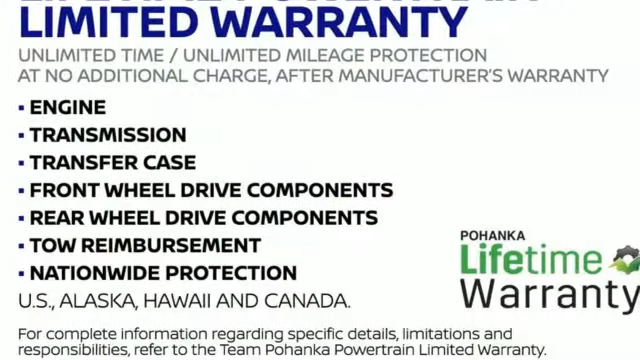 LIFETIME POWERTRAIN
LIMITED WARRANTY
UNLIMITED TIME / UNLIMITED MILEAGE PROTECTION
AT NO ADDITIONAL CHARGE, AFTER MANUFACTURER'S WARRANTY
▪ ENGINE
▪ TRANSMISSION
▪ TRANSFER CASE
▪ FRONT WHEEL DRIVE COMPONENTS
▪ REAR WHEEL DRIVE COMPONENTS
▪ TOW REIMBURSEMENT
▪ NATIONWIDE PROTECTION
U.S., ALASKA, HAWAII AND CANADA.
POHANKA
Lifetime
Warranty
For complete information regarding specific details, limitations and
responsibilities, refer to the Team Pohanka Powertrain Limited Warranty.